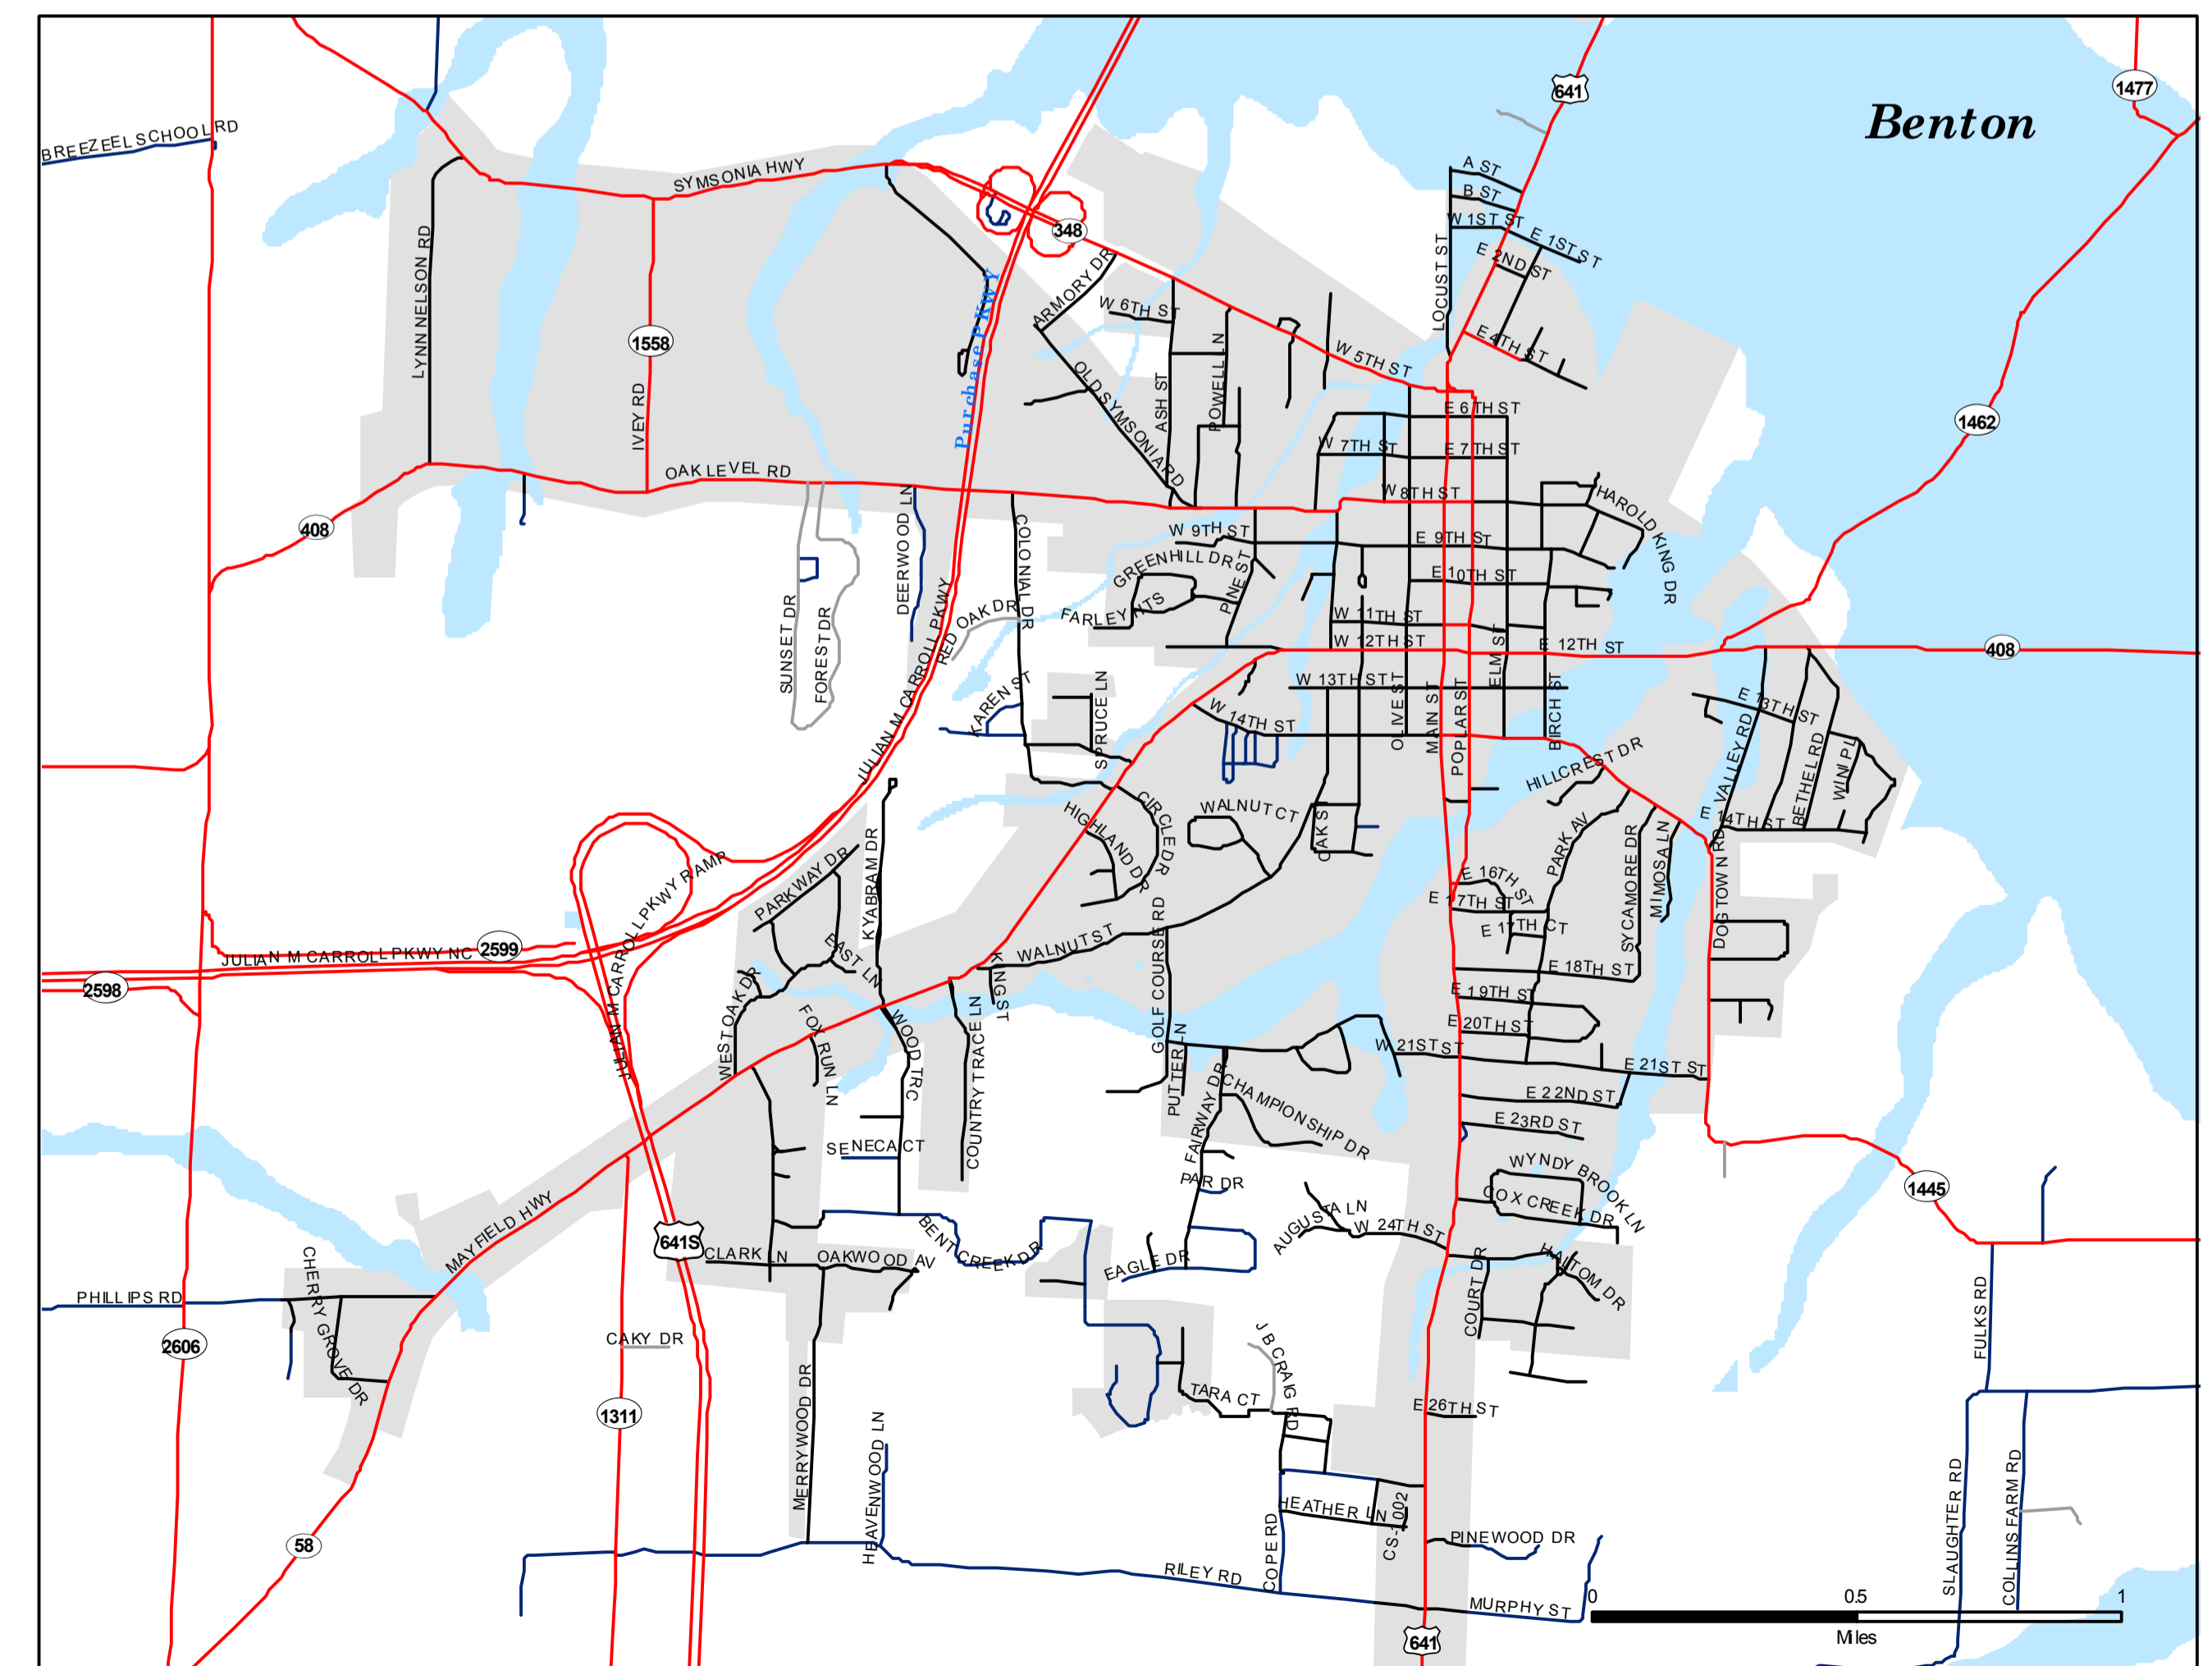 Benton
641
1477
BREEZEEL SCHOOL RD
SYMSONIA HWY
A ST
B ST
W 1ST ST
E 1ST ST
E 2ND ST
348
LYNN NELSON RD
LOCUST ST
ARMORY DR
W 6TH ST
Purchase PKWY
1558
E 4TH ST
W 5TH ST
IVEY RD
OLD SYMSONIA RD
ASH ST
POWELL LN
E 6TH ST
1462
W 7TH ST
E 7TH ST
OAK LEVEL RD
W 8TH ST
HAROLD KING DR
408
DEERWOOD LN
COLONIAL DR
W 9TH ST
E 9TH ST
GREENHILL DR
PINE ST
E 10TH ST
SUNSET DR
FOREST DR
RED OAK DR
FARLEY HTS
W 11TH ST
W 12TH ST
ELM ST
E 12TH ST
408
JULIAN M CARROLL PKWY
KAREN ST
SPRUCE LN
W 13TH ST
W 14TH ST
OLIVE ST
MAIN ST
POPLAR ST
BIRCH ST
E 13TH ST
HILLCREST DR
E VALLEY RD
BETHEL RD
WINI PL
E 14TH ST
HIGHLAND DR
CIRCLE DR
WALNUT CT
OAK ST
PARK AV
SYCAMORE DR
MIMOSA LN
DOGTOWN RD
JULIAN M CARROLL PKWY RAMP
PARKWAY DR
KYABRAM DR
E 16TH ST
E 17TH ST
E 17TH CT
JULIAN M CARROLL PKWY NC
2599
2598
EAST LN
WALNUT ST
KING ST
GOLF COURSE RD
E 18TH ST
WEST OAK DR
E 19TH ST
E 20TH ST
JULIAN M CARROLL PKWY
FOX RUN LN
WOOD TRC
COUNTRY TRACE LN
PUTTER LN
W 21ST ST
E 21ST ST
FAIRWAY DR
CHAMPIONSHIP DR
E 22ND ST
E 23RD ST
SENECA CT
WYNDY BROOK LN
PAR DR
COX CREEK DR
1445
MAYFIELD HWY
641S
BENT CREEK DR
AUGUSTA LN
W 24TH ST
CLARK LN
OAKWOOD AV
EAGLE DR
COURT DR
HALTOM DR
PHILLIPS RD
CHERRY GROVE DR
2606
CAKY DR
FULKS RD
J B CRAIG RD
MERRYWOOD DR
TARA CT
1311
E 26TH ST
HEAVENWOOD LN
SLAUGHTER RD
COLLINS FARM RD
HEATHER LN
CS-1002
58
PINEWOOD DR
COPE RD
RILEY RD
MURPHY ST
0 0.5 1
Miles
641